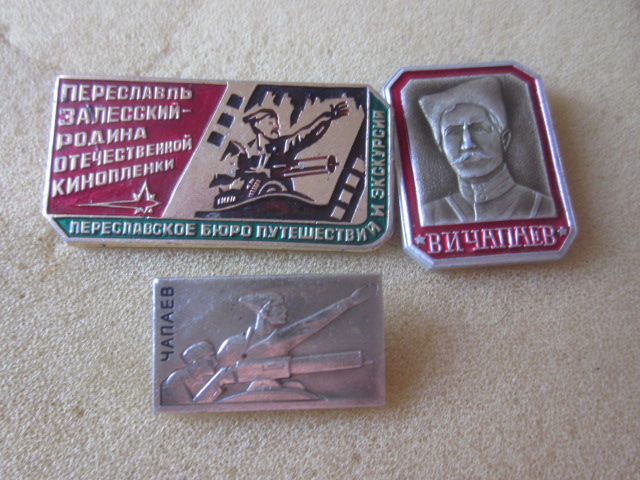 ПЕРЕСЛАВЛЬ
ЗАЛЕССКИЙ-
РОДИНА
ОТЕЧЕСТВЕННОЙ
КИНОПЛЕНКИ
ПЕРЕСЛАВСКОЕ БЮРО ПУТЕШЕСТВИЙ И ЭКСКУРСИЙ
В И ЧАПАЕВ
ЧАПАЕВ